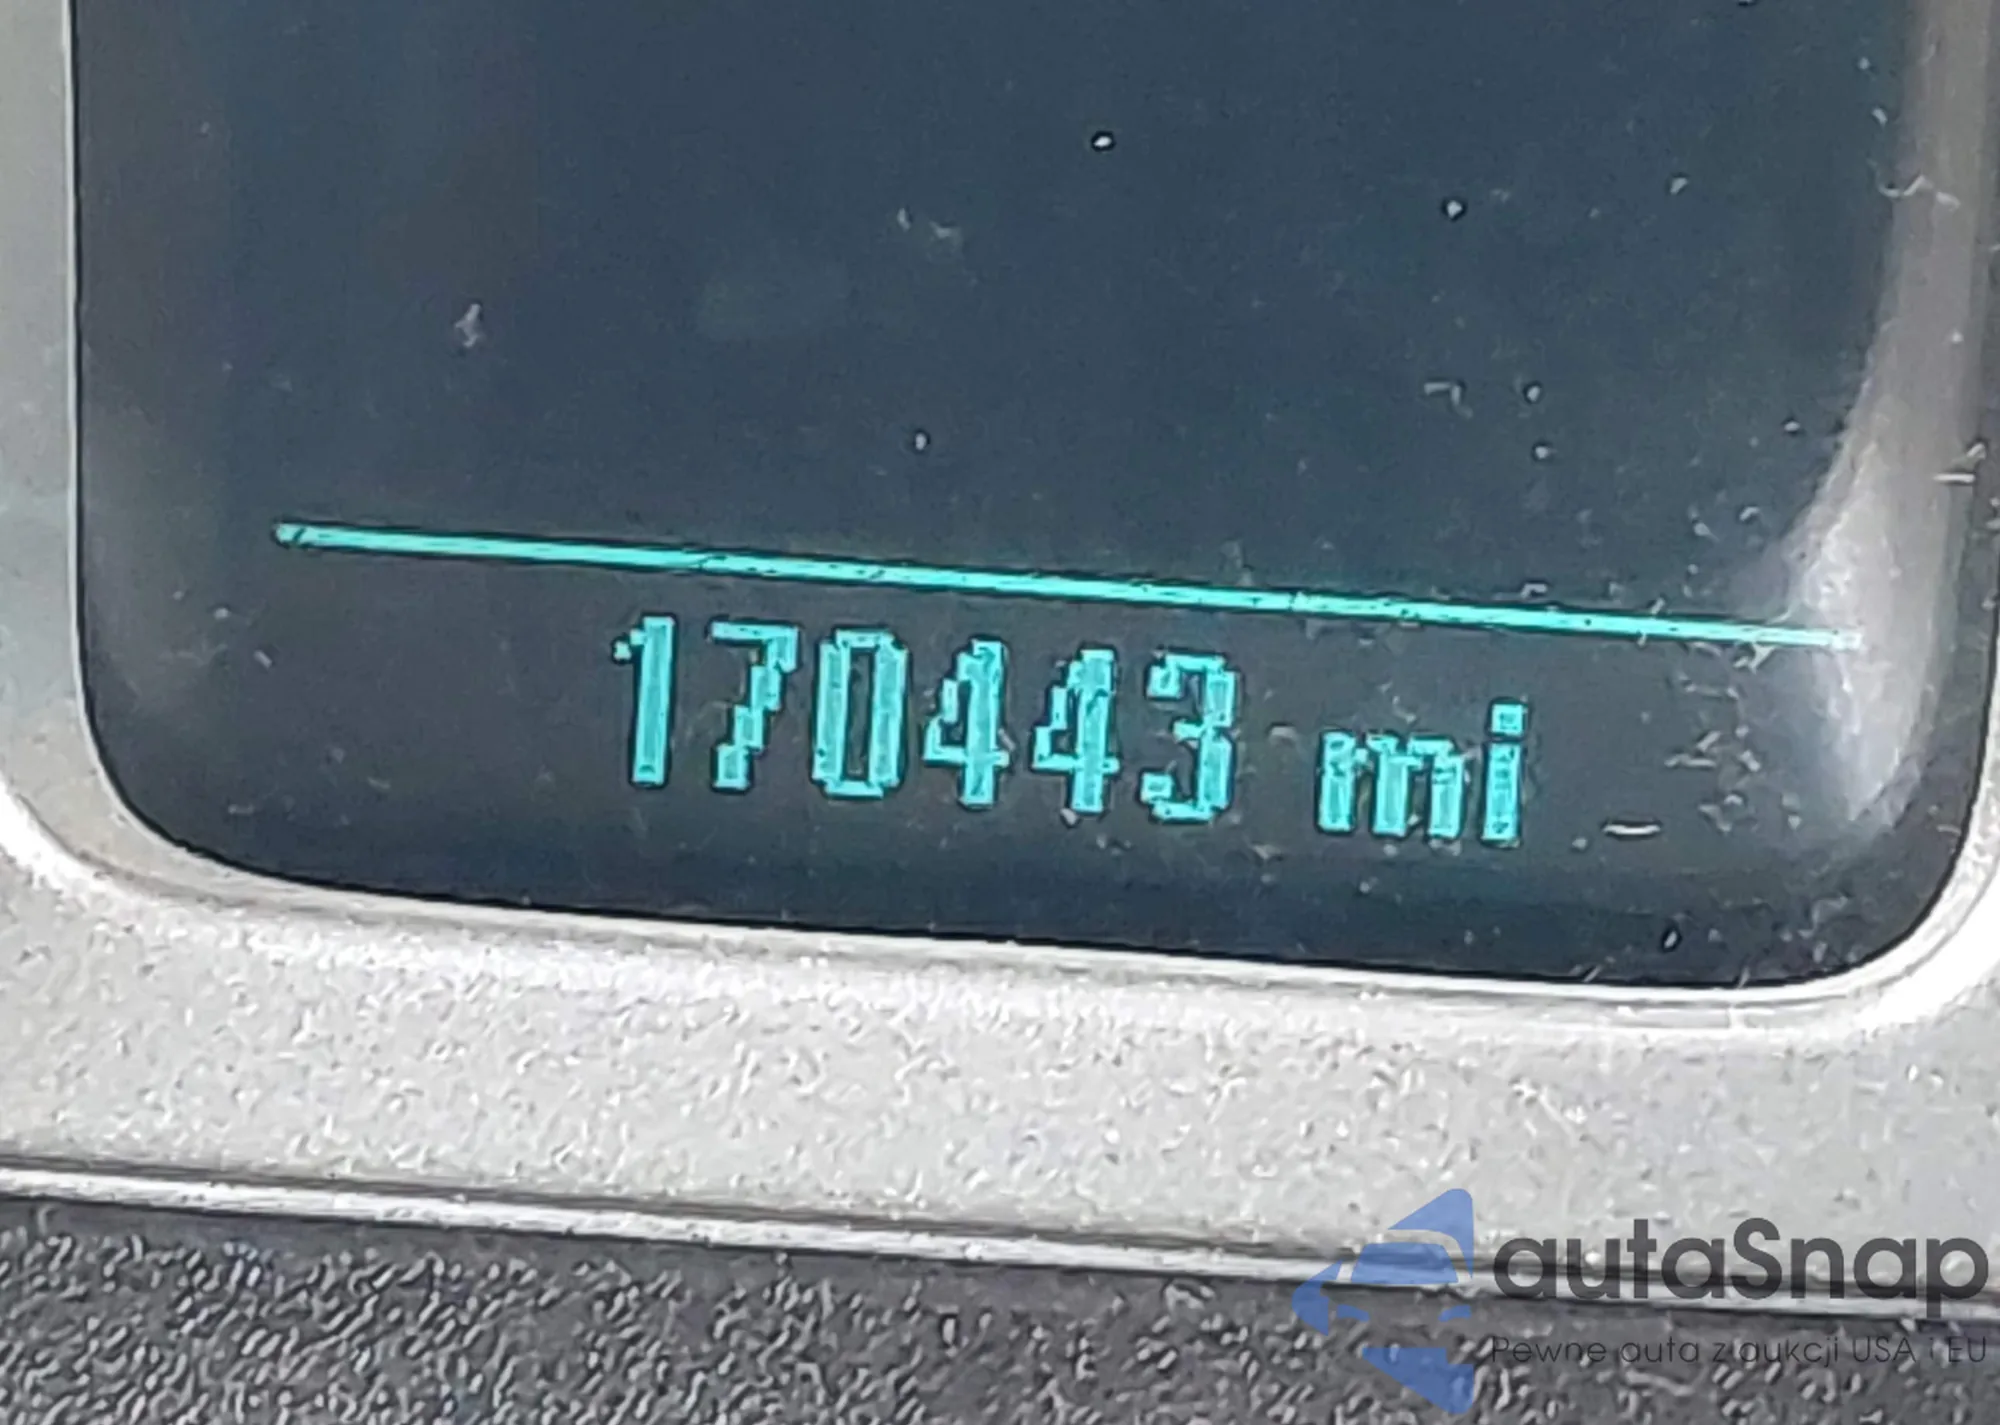 170443 mi
autaSnap
Pewne auta z aukcji USA i EU